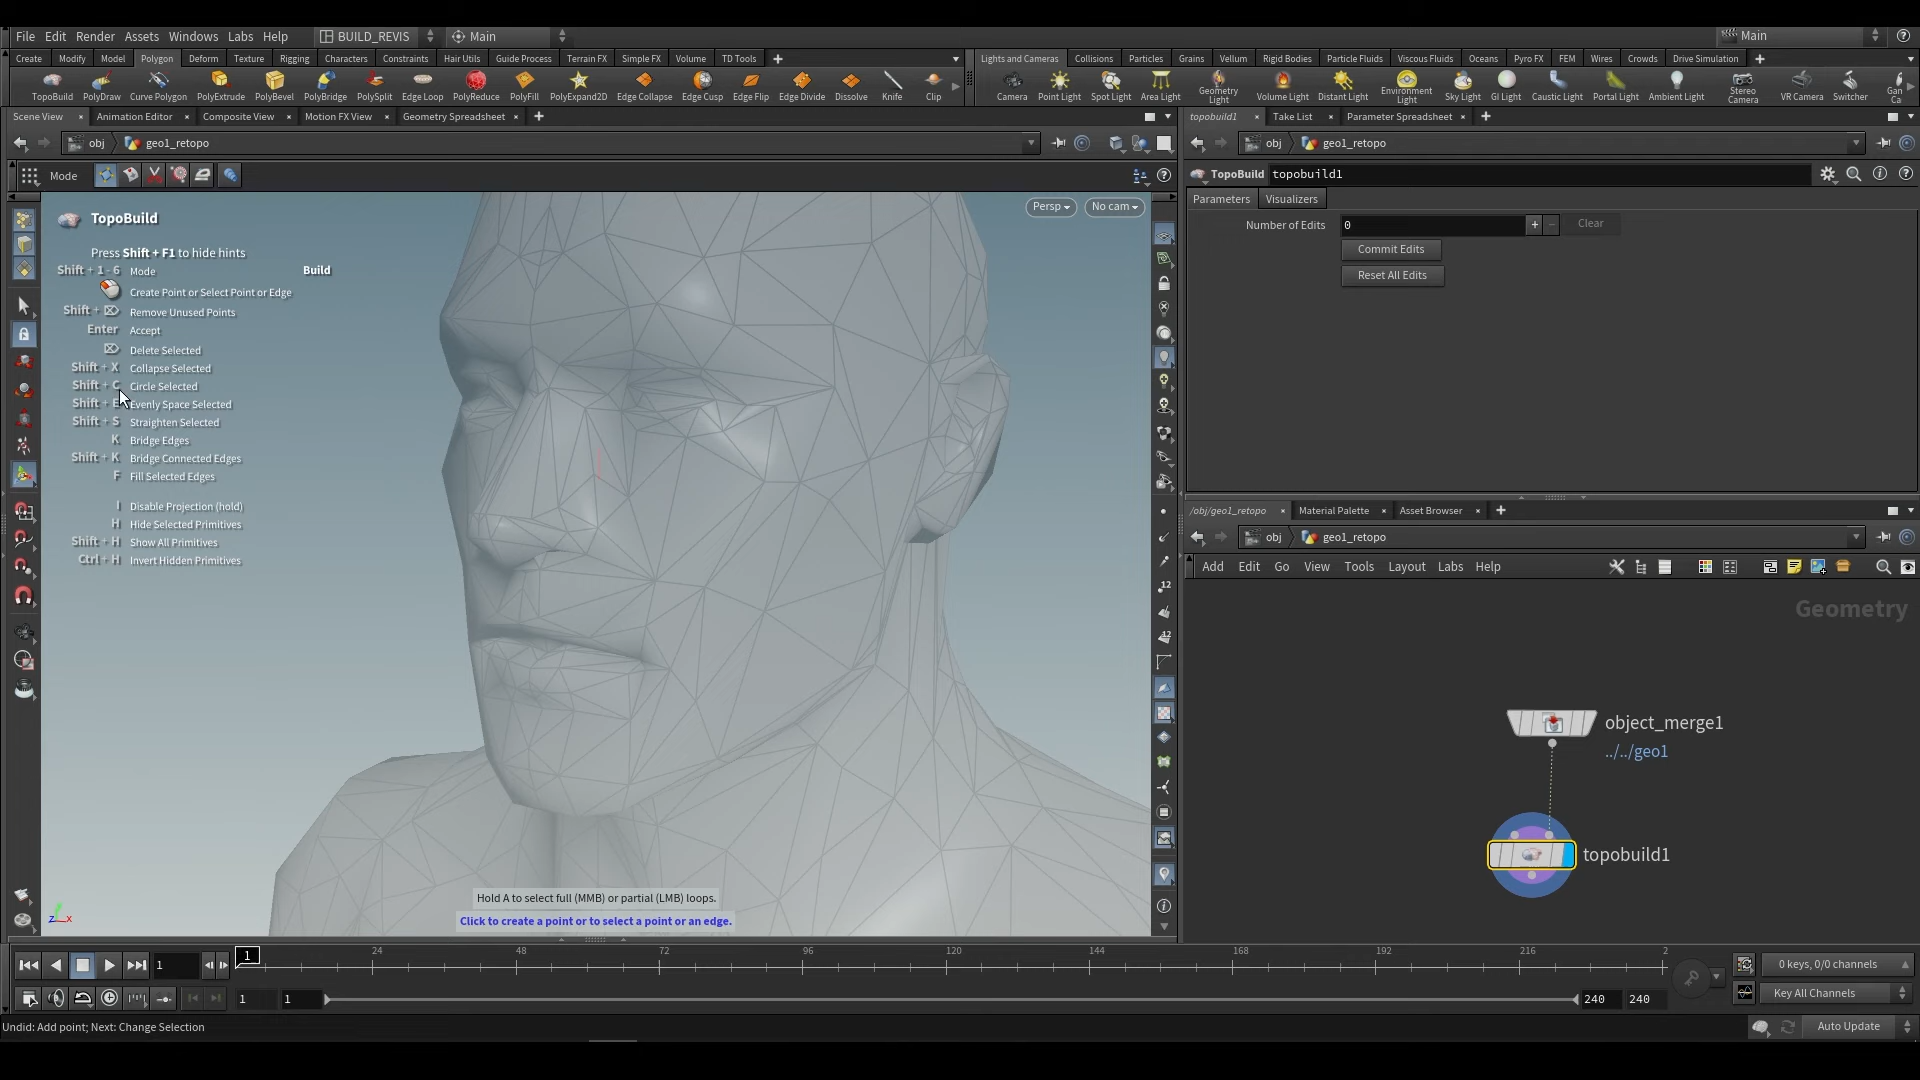 File Edit Render Assets Windows Labs Help BUILD_REVIS Main Main
Create Modify Model Polygon Deform Texture Rigging Characters Constraints Hair Utils Guide Process Terrain FX Simple FX Volume TD Tools
Lights and Cameras Collisions Particles Grains Vellum Rigid Bodies Particle Fluids Viscous Fluids Oceans Pyro FX FEM Wires Crowds Drive Simulation
TopoBuild PolyDraw Curve Polygon PolyExtrude PolyBevel PolyBridge PolySplit Edge Loop PolyReduce PolyFill PolyExpand2D Edge Collapse Edge Cusp Edge Flip Edge Divide Dissolve Knife Clip
Camera Point Light Spot Light Area Light Geometry Light Volume Light Distant Light Environment Light Sky Light GI Light Caustic Light Portal Light Ambient Light Stereo Camera VR Camera Switcher Gan Ca
Scene View Animation Editor Composite View Motion FX View Geometry Spreadsheet
topobuild1 Take List Parameter Spreadsheet
obj geo1_retopo
obj geo1_retopo
Mode
TopoBuild topobuild1
Parameters Visualizers
Number of Edits 0 Clear
Commit Edits
Reset All Edits
Persp No cam
TopoBuild
Press Shift + F1 to hide hints
Shift + 1 - 6 Mode Build
Create Point or Select Point or Edge
Shift + Remove Unused Points
Enter Accept
Delete Selected
Shift + X Collapse Selected
Shift + C Circle Selected
Shift + E Evenly Space Selected
Shift + S Straighten Selected
K Bridge Edges
Shift + K Bridge Connected Edges
F Fill Selected Edges
I Disable Projection (hold)
H Hide Selected Primitives
Shift + H Show All Primitives
Ctrl + H Invert Hidden Primitives
12
12
Hold A to select full (MMB) or partial (LMB) loops.
Click to create a point or to select a point or an edge.
z x
/obj/geo1_retopo Material Palette Asset Browser
obj geo1_retopo
Add Edit Go View Tools Layout Labs Help
Geometry
object_merge1
../../geo1
topobuild1
1 1 24 48 72 96 120 144 168 192 216 2
0 keys, 0/0 channels
1 1 240 240
Key All Channels
Undid: Add point; Next: Change Selection
Auto Update